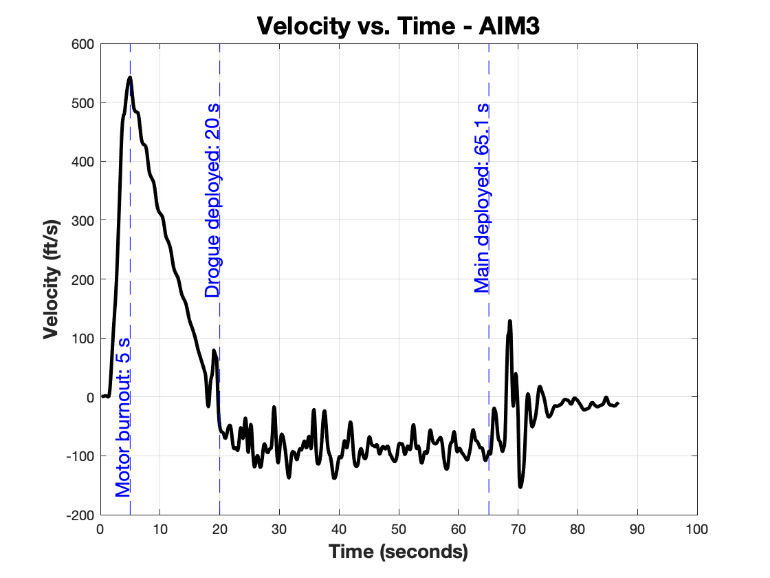 Velocity vs. Time - AIM3
600
500
400
300
200
100
0
-100
-200
Velocity (ft/s)
Motor burnout: 5 s
Drogue deployed: 20 s
Main deployed: 65.1 s
0 10 20 30 40 50 60 70 80 90 100
Time (seconds)